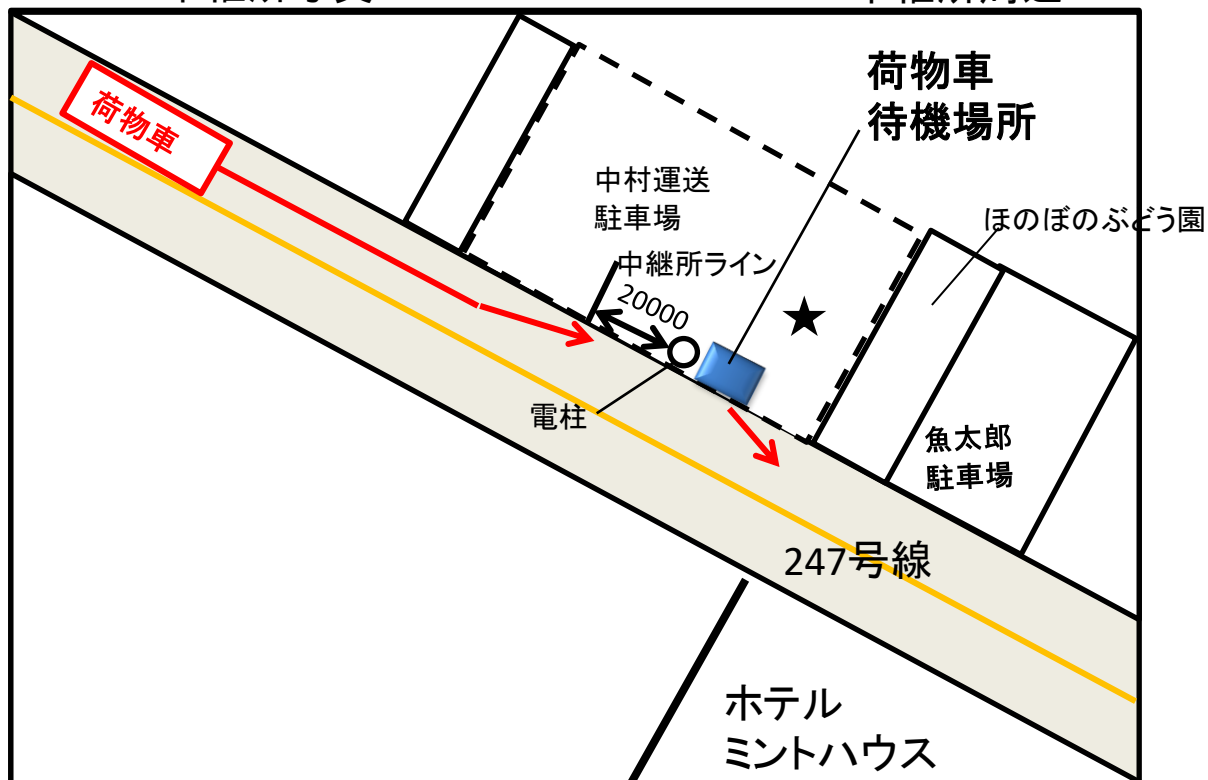 荷物車
待機場所
荷物車
中村運送
駐車場
ほのぼのぶどう園
中継所ライン
20000
電柱
魚太郎
駐車場
247号線
ホテル
ミントハウス